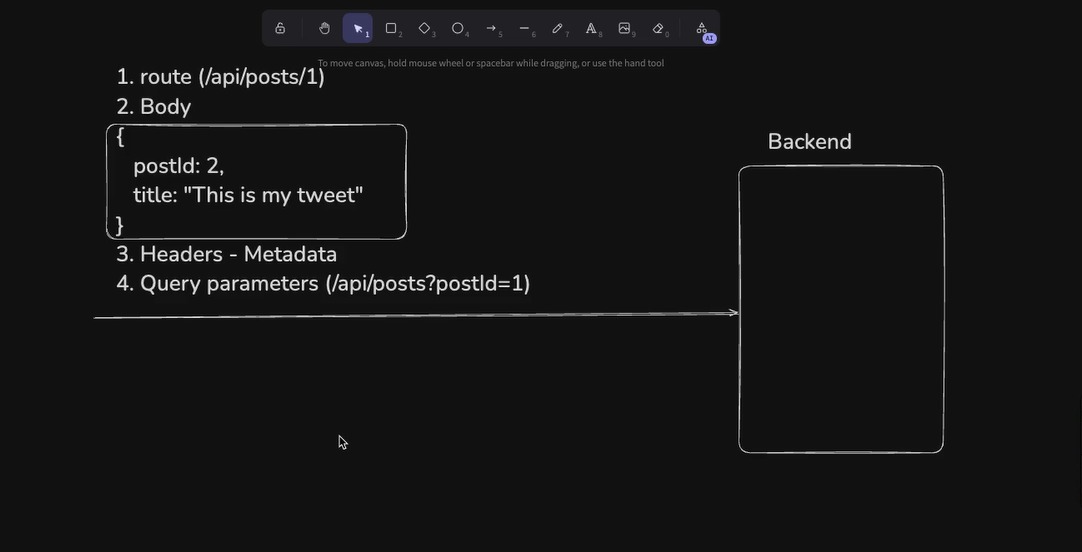 1
2
3
4
5
6
7
A
8
9
0
AI
To move canvas, hold mouse wheel or spacebar while dragging, or use the hand tool
1. route (/api/posts/1)
2. Body
{
postId: 2,
title: "This is my tweet"
}
3. Headers - Metadata
4. Query parameters (/api/posts?postId=1)
Backend